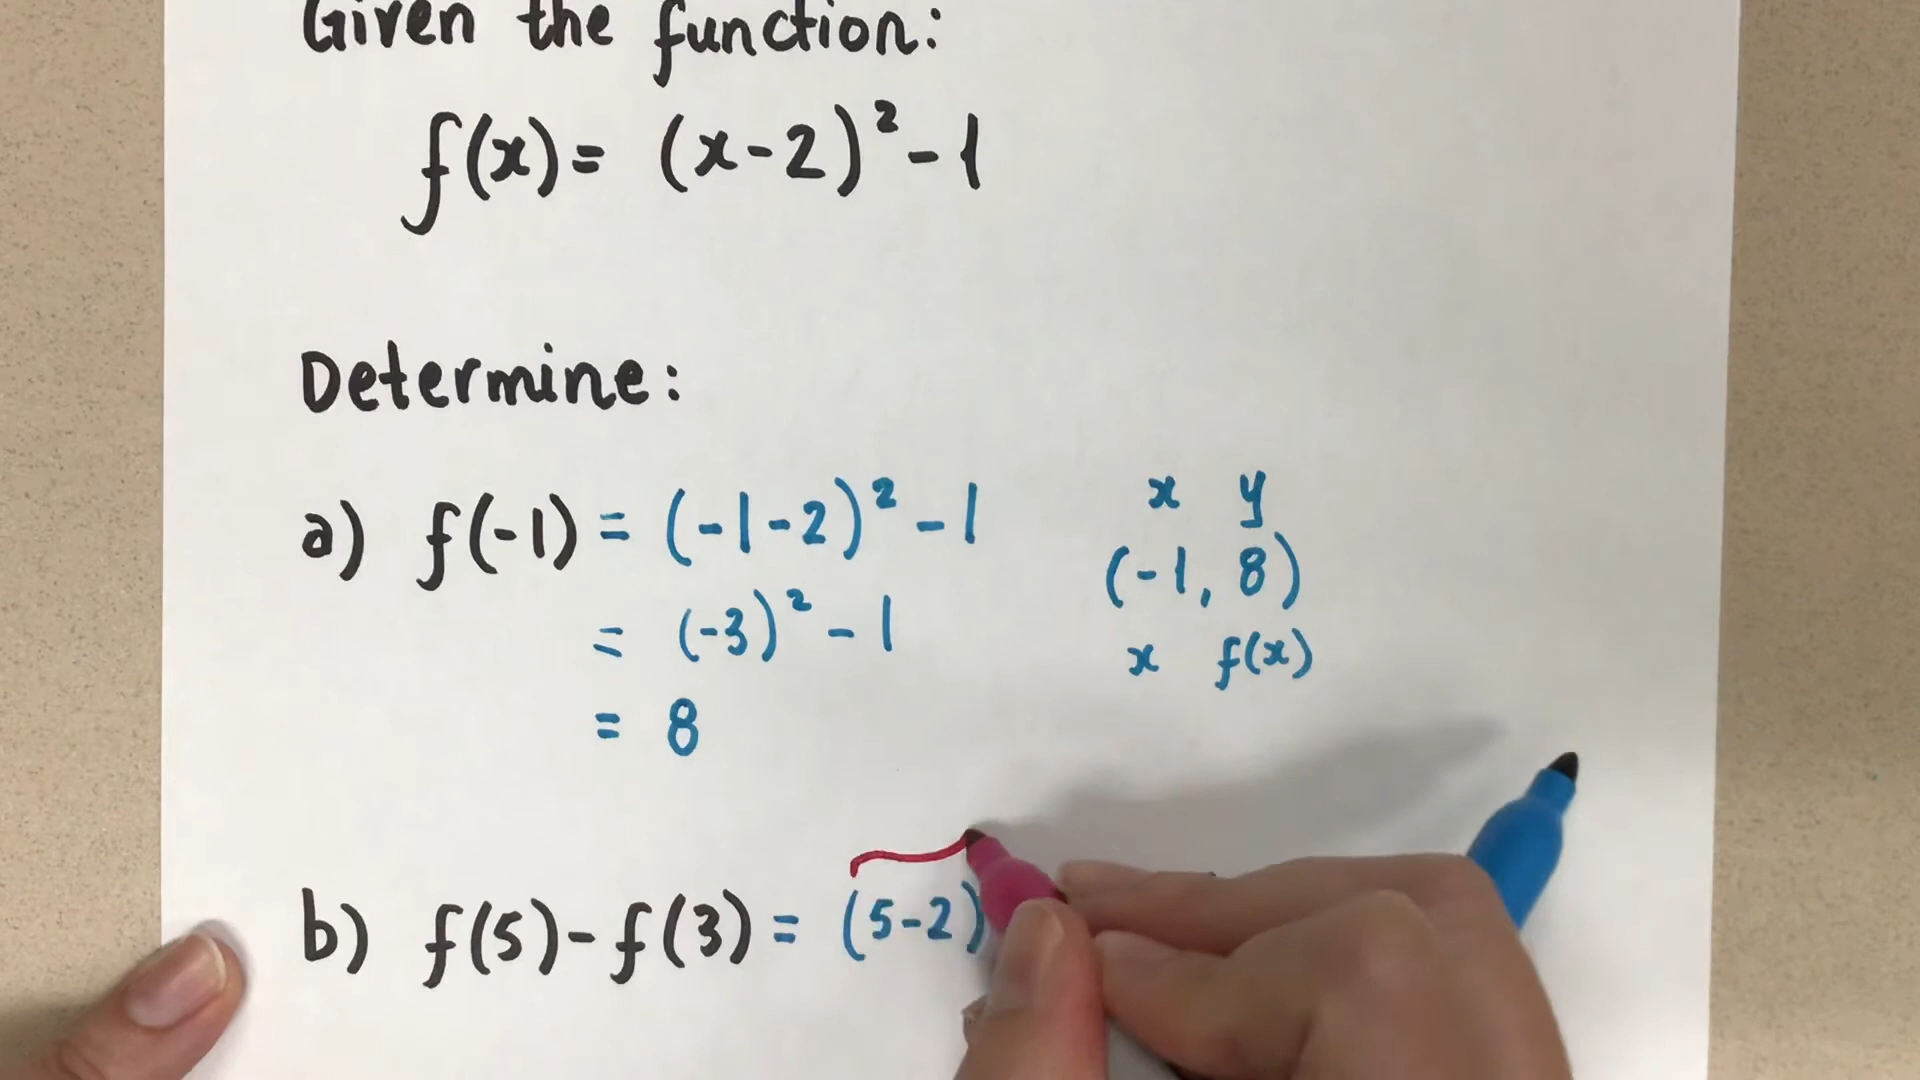 Given the function:
f(x) = (x-2)² - 1
Determine:
a) f(-1) = (-1-2)² - 1
= (-3)² - 1
= 8
x y
(-1, 8)
x f(x)
b) f(5) - f(3) = (5-2)